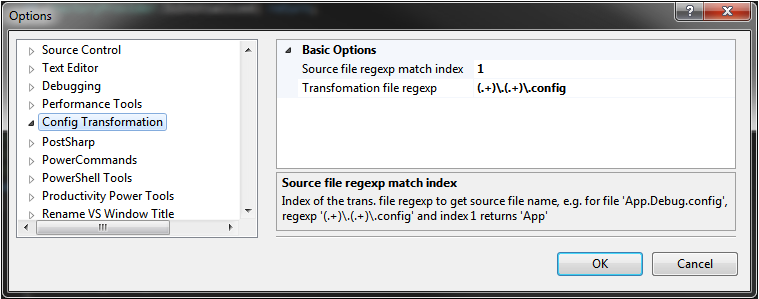 Options
Source Control
Text Editor
Debugging
Performance Tools
Config Transformation
PostSharp
PowerCommands
PowerShell Tools
Productivity Power Tools
Rename VS Window Title
Basic Options
Source file regexp match index 1
Transfomation file regexp (.+)\.(.+)\.config
Source file regexp match index
Index of the trans. file regexp to get source file name, e.g. for file 'App.Debug.config',
regexp '(.+)\.(.+)\.config' and index 1 returns 'App'
OK Cancel